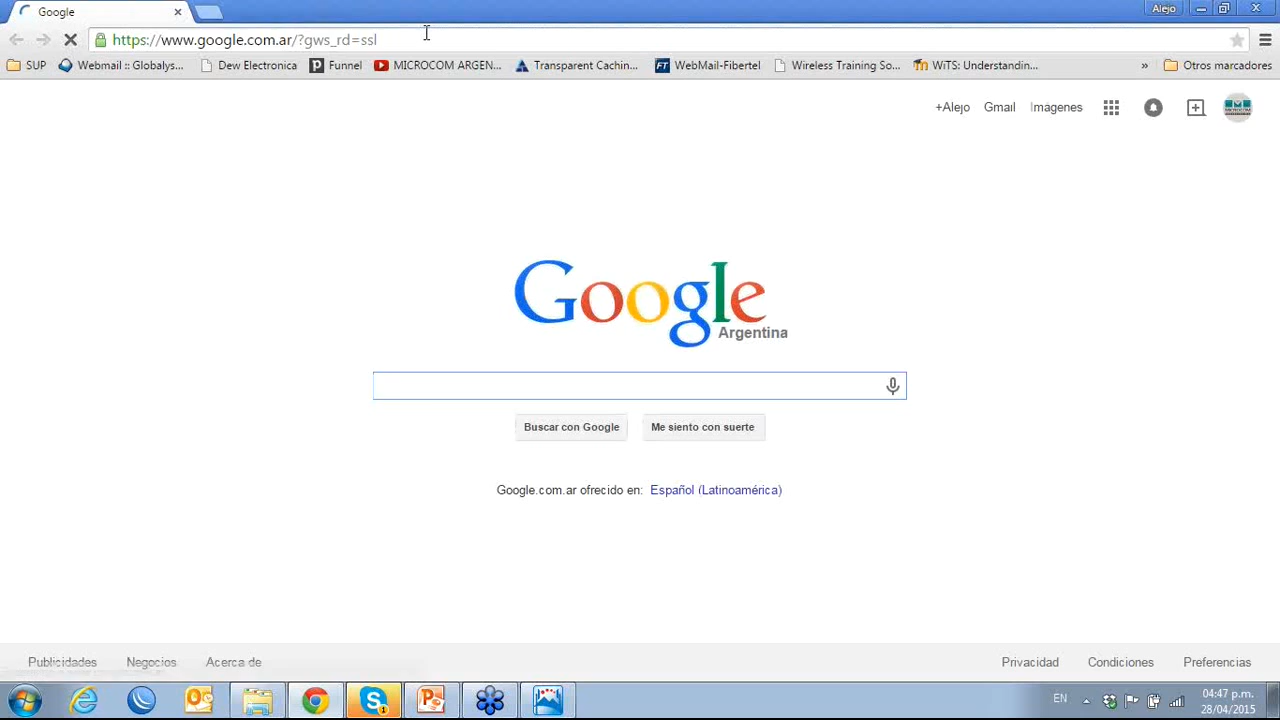 Google
Alejo
https://www.google.com.ar/?gws_rd=ssl
SUP
Webmail :: Globalys...
Dew Electronica
Funnel
MICROCOM ARGEN...
Transparent Cachin...
WebMail-Fibertel
Wireless Training So...
WiTS: Understandin...
»
Otros marcadores
+Alejo
Gmail
Imágenes
Google
Argentina
Buscar con Google
Me siento con suerte
Google.com.ar ofrecido en: Español (Latinoamérica)
Publicidades
Negocios
Acerca de
Privacidad
Condiciones
Preferencias
EN
04:47 p.m.
28/04/2015